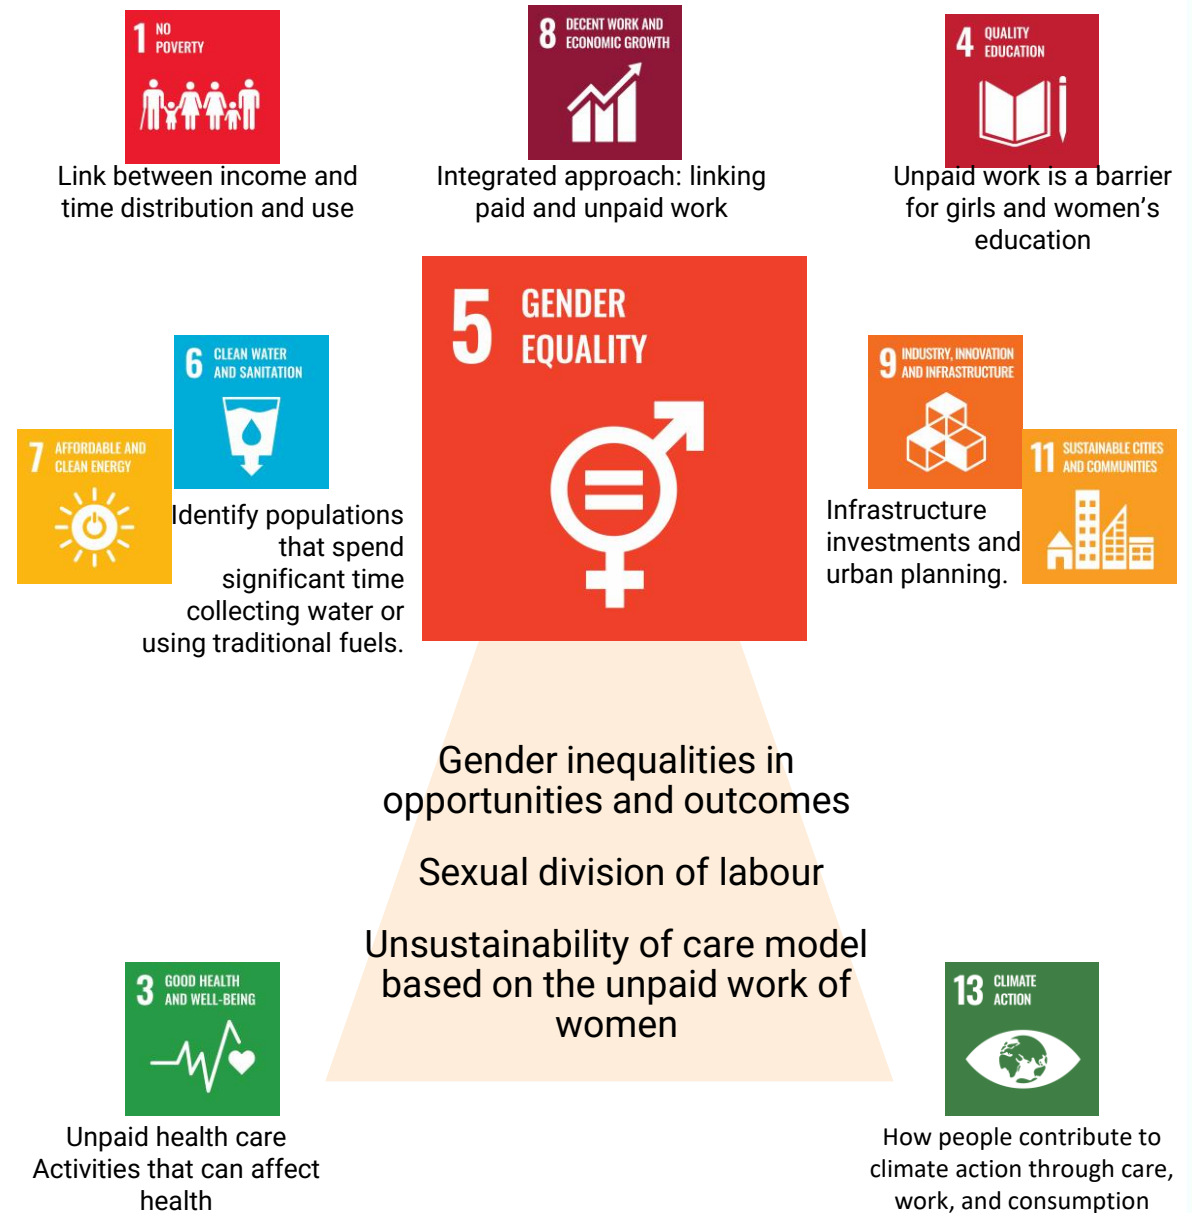 1 NO
POVERTY
Link between income and
time distribution and use
8 DECENT WORK AND
ECONOMIC GROWTH
Integrated approach: linking
paid and unpaid work
4 QUALITY
EDUCATION
Unpaid work is a barrier
for girls and women’s
education
5 GENDER
EQUALITY
6 CLEAN WATER
AND SANITATION
7 AFFORDABLE AND
CLEAN ENERGY
Identify populations
that spend
significant time
collecting water or
using traditional fuels.
9 INDUSTRY, INNOVATION
AND INFRASTRUCTURE
11 SUSTAINABLE CITIES
AND COMMUNITIES
Infrastructure
investments and
urban planning.
Gender inequalities in
opportunities and outcomes
Sexual division of labour
Unsustainability of care model
based on the unpaid work of
women
3 GOOD HEALTH
AND WELL-BEING
Unpaid health care
Activities that can affect
health
13 CLIMATE
ACTION
How people contribute to
climate action through care,
work, and consumption